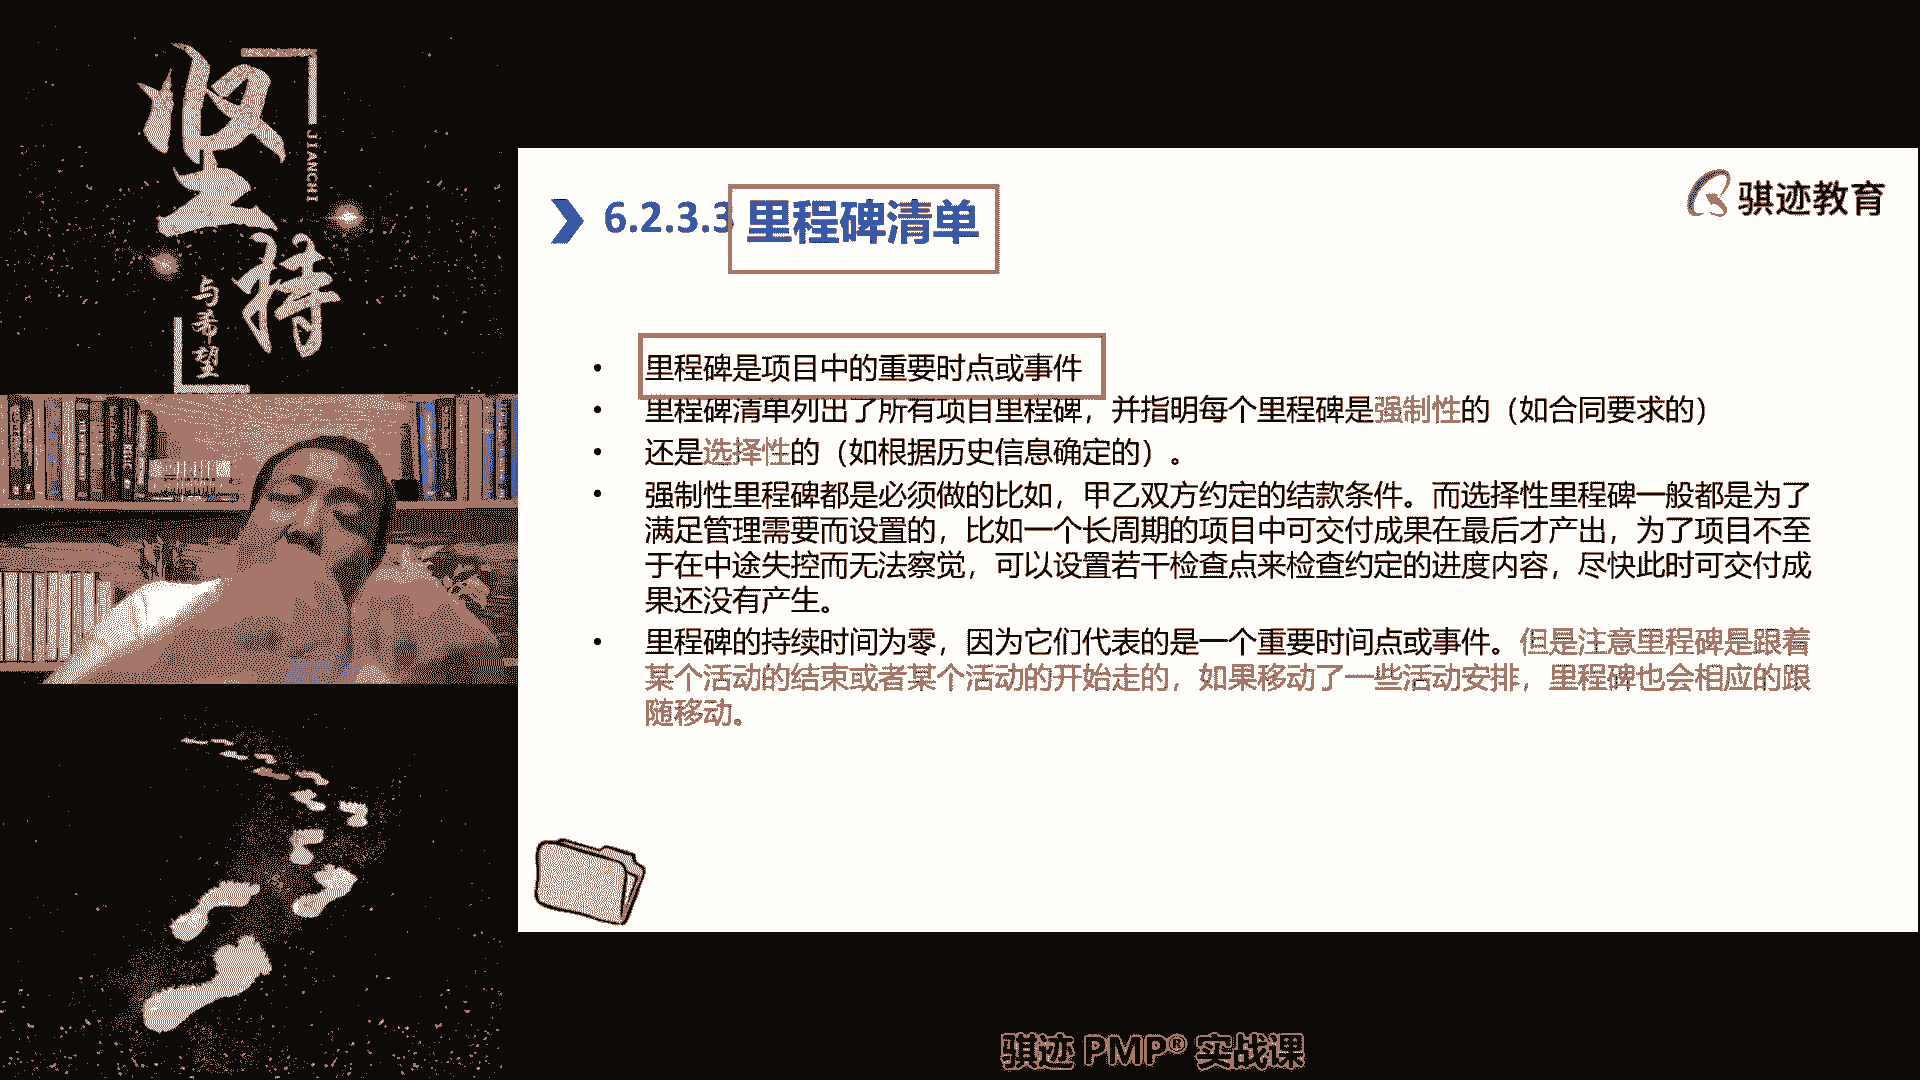 坚
JIANCHI
持
与希望
6.2.3.3 里程碑清单
骐迹教育
• 里程碑是项目中的重要时点或事件
• 里程碑清单列出了所有项目里程碑，并指明每个里程碑是强制性的（如合同要求的）
• 还是选择性的（如根据历史信息确定的）。
• 强制性里程碑都是必须做的比如，甲乙双方约定的结款条件。而选择性里程碑一般都是为了
满足管理需要而设置的，比如一个长周期的项目中可交付成果在最后才产出，为了项目不至
于在中途失控而无法察觉，可以设置若干检查点来检查约定的进度内容，尽快此时可交付成
果还没有产生。
• 里程碑的持续时间为零，因为它们代表的是一个重要时间点或事件。但是注意里程碑是跟着
某个活动的结束或者某个活动的开始走的，如果移动了一些活动安排，里程碑也会相应的跟
随移动。
骐迹 PMP® 实战课